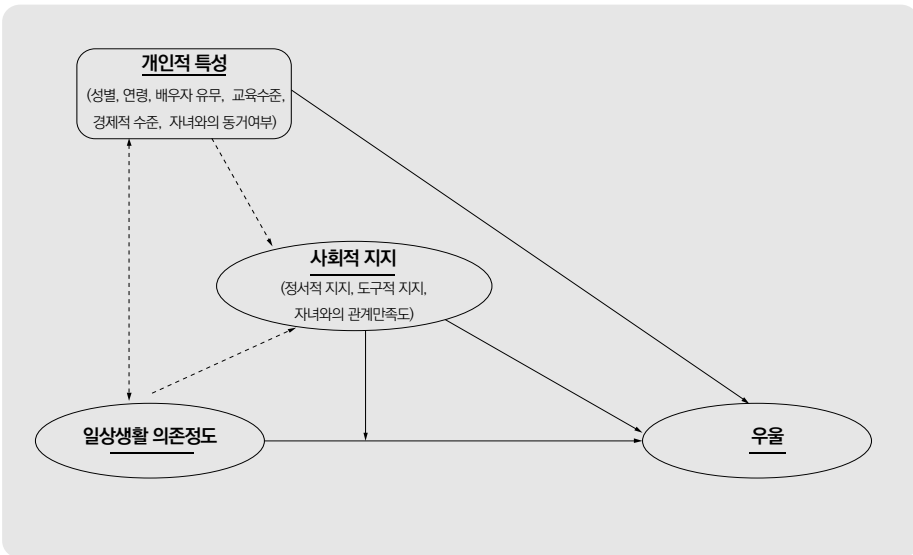 개인적 특성
(성별, 연령, 배우자 유무, 교육수준,
경제적 수준, 자녀와의 동거여부)
사회적 지지
(정서적 지지, 도구적 지지,
자녀와의 관계만족도)
일상생활 의존정도
우울